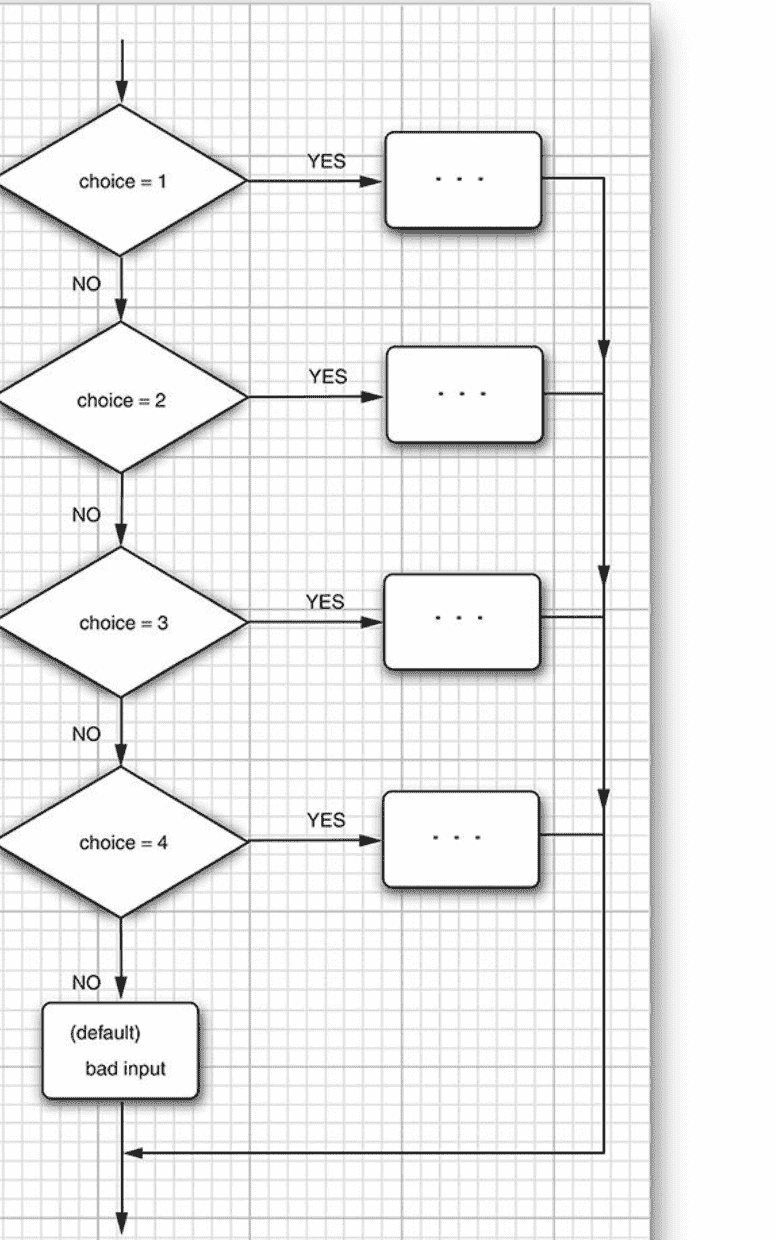 choice = 1
YES
. . .
NO
choice = 2
YES
. . .
NO
choice = 3
YES
. . .
NO
choice = 4
YES
. . .
NO
(default)
bad input